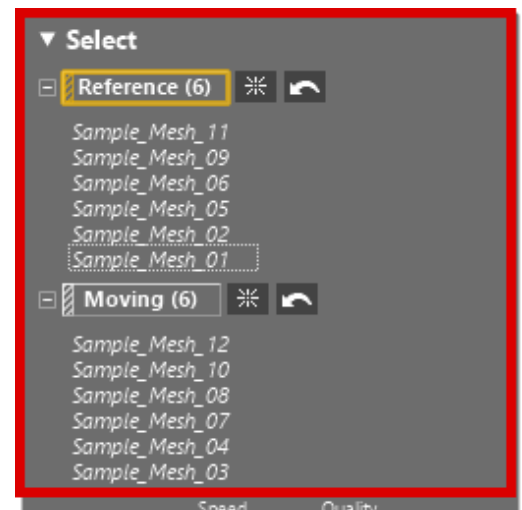 Select
Reference (6)
Sample_Mesh_11
Sample_Mesh_09
Sample_Mesh_06
Sample_Mesh_05
Sample_Mesh_02
Sample_Mesh_01
Moving (6)
Sample_Mesh_12
Sample_Mesh_10
Sample_Mesh_08
Sample_Mesh_07
Sample_Mesh_04
Sample_Mesh_03
Speed Quality